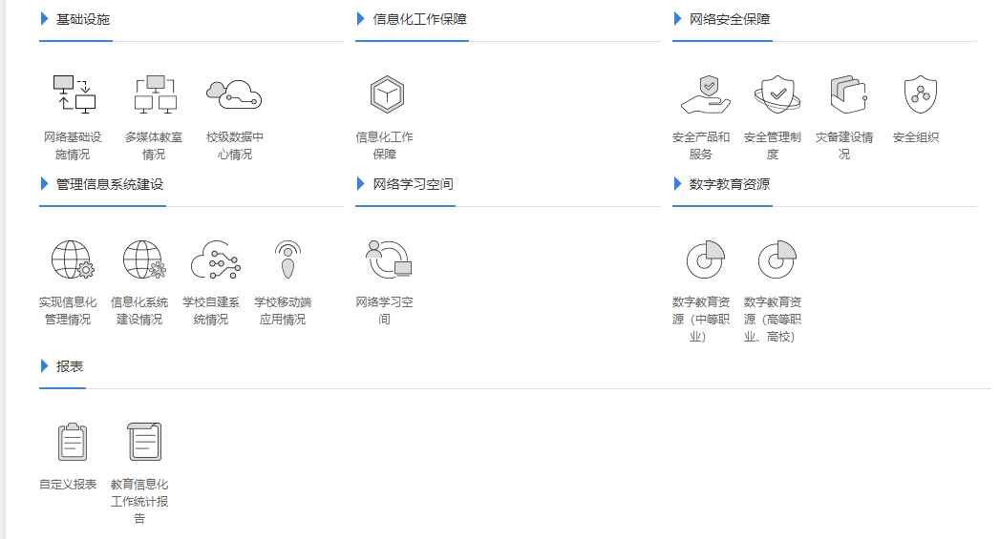 基础设施
信息化工作保障
网络安全保障
网络基础设
施情况
多媒体教室
情况
校级数据中
心情况
信息化工作
保障
安全产品和
服务
安全管理制
度
灾备建设情
况
安全组织
管理信息系统建设
网络学习空间
数字教育资源
实现信息化
管理情况
信息化系统
建设情况
学校自建系
统情况
学校移动端
应用情况
网络学习空
间
数字教育资
源（中等职
业）
数字教育资
源（高等职
业、高校）
报表
自定义报表
教育信息化
工作统计报
告